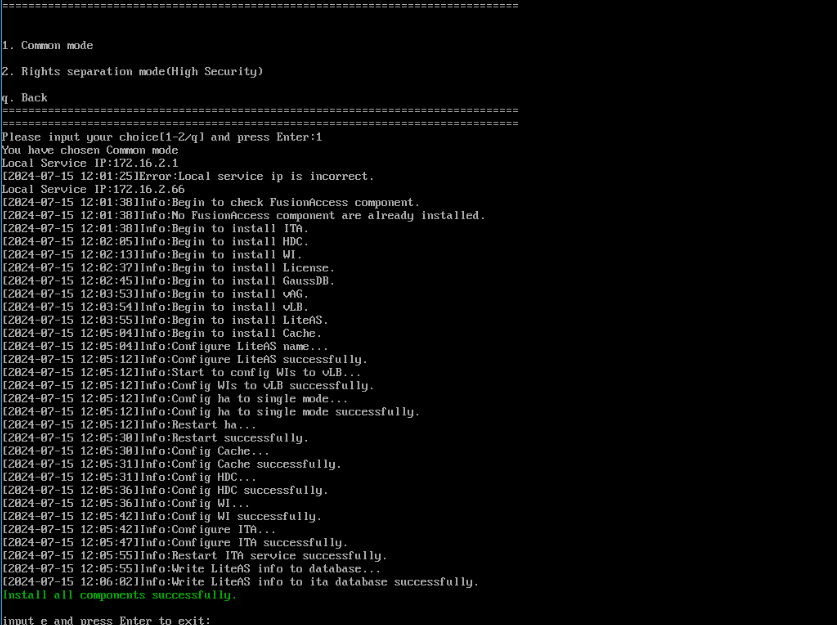 ===============================================================================
1. Common mode
2. Rights separation mode(High Security)
q. Back
===============================================================================
===============================================================================
Please input your choice[1-2/q] and press Enter:1
You have chosen Common mode
Local Service IP:172.16.2.1
[2024-07-15 12:01:25]Error:Local service ip is incorrect.
Local Service IP:172.16.2.66
[2024-07-15 12:01:38]Info:Begin to check FusionAccess component.
[2024-07-15 12:01:38]Info:No FusionAccess component are already installed.
[2024-07-15 12:01:38]Info:Begin to install ITA.
[2024-07-15 12:02:05]Info:Begin to install HDC.
[2024-07-15 12:02:13]Info:Begin to install WI.
[2024-07-15 12:02:37]Info:Begin to install License.
[2024-07-15 12:02:45]Info:Begin to install GaussDB.
[2024-07-15 12:03:53]Info:Begin to install vAG.
[2024-07-15 12:03:54]Info:Begin to install vLB.
[2024-07-15 12:03:55]Info:Begin to install LiteAS.
[2024-07-15 12:05:04]Info:Begin to install Cache.
[2024-07-15 12:05:04]Info:Configure LiteAS name...
[2024-07-15 12:05:12]Info:Configure LiteAS successfully.
[2024-07-15 12:05:12]Info:Start to config WIs to vLB...
[2024-07-15 12:05:12]Info:Config WIs to vLB successfully.
[2024-07-15 12:05:12]Info:Config ha to single mode...
[2024-07-15 12:05:12]Info:Config ha to single mode successfully.
[2024-07-15 12:05:12]Info:Restart ha...
[2024-07-15 12:05:30]Info:Restart successfully.
[2024-07-15 12:05:30]Info:Config Cache...
[2024-07-15 12:05:31]Info:Config Cache successfully.
[2024-07-15 12:05:31]Info:Config HDC...
[2024-07-15 12:05:36]Info:Config HDC successfully.
[2024-07-15 12:05:36]Info:Config WI...
[2024-07-15 12:05:42]Info:Config WI successfully.
[2024-07-15 12:05:42]Info:Configure ITA...
[2024-07-15 12:05:47]Info:Configure ITA successfully.
[2024-07-15 12:05:55]Info:Restart ITA service successfully.
[2024-07-15 12:05:55]Info:Write LiteAS info to database...
[2024-07-15 12:06:02]Info:Write LiteAS info to ita database successfully.
Install all components successfully.
input e and press Enter to exit: